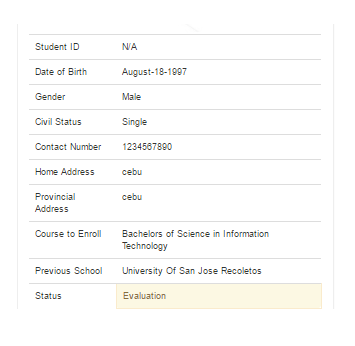 Student ID N/A
Date of Birth August-18-1997
Gender Male
Civil Status Single
Contact Number 1234567890
Home Address cebu
Provincial Address cebu
Course to Enroll Bachelors of Science in Information
Technology
Previous School University Of San Jose Recoletos
Status Evaluation